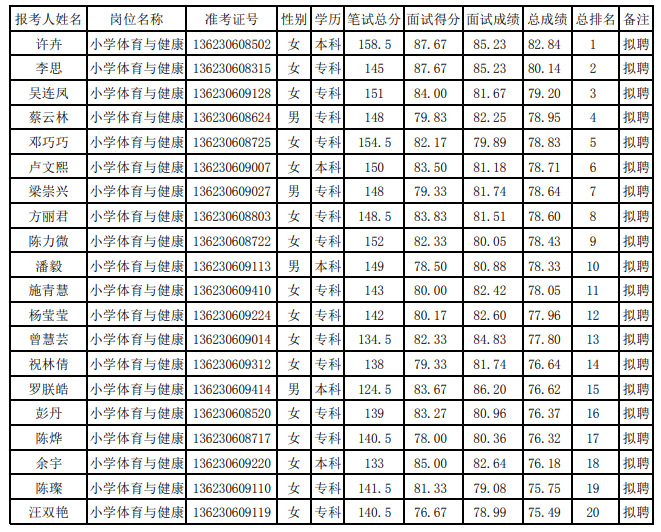 报考人姓名 岗位名称 准考证号 性别 学历 笔试总分 面试得分 面试成绩 总成绩 总排名 备注
许卉 小学体育与健康 136230608502 女 本科 158.5 87.67 85.23 82.84 1 拟聘
李思 小学体育与健康 136230608315 女 专科 145 87.67 85.23 80.14 2 拟聘
吴连凤 小学体育与健康 136230609128 女 专科 151 84.00 81.67 79.20 3 拟聘
蔡云林 小学体育与健康 136230608624 男 专科 148 79.83 82.25 78.95 4 拟聘
邓巧巧 小学体育与健康 136230608725 女 专科 154.5 82.17 79.89 78.83 5 拟聘
卢文熙 小学体育与健康 136230609007 女 本科 150 83.50 81.18 78.71 6 拟聘
梁崇兴 小学体育与健康 136230609027 男 专科 148 79.33 81.74 78.64 7 拟聘
方丽君 小学体育与健康 136230608803 女 专科 148.5 83.83 81.51 78.60 8 拟聘
陈力微 小学体育与健康 136230608722 女 专科 152 82.33 80.05 78.43 9 拟聘
潘毅 小学体育与健康 136230609113 男 本科 149 78.50 80.88 78.33 10 拟聘
施青慧 小学体育与健康 136230609410 女 专科 143 80.00 82.42 78.05 11 拟聘
杨莹莹 小学体育与健康 136230609224 女 专科 142 80.17 82.60 77.96 12 拟聘
曾慧芸 小学体育与健康 136230609014 女 专科 134.5 82.33 84.83 77.80 13 拟聘
祝林倩 小学体育与健康 136230609312 女 专科 138 79.33 81.74 76.64 14 拟聘
罗朕皓 小学体育与健康 136230609414 男 本科 124.5 83.67 86.20 76.62 15 拟聘
彭丹 小学体育与健康 136230608520 女 专科 139 83.27 80.96 76.37 16 拟聘
陈烨 小学体育与健康 136230608717 女 专科 140.5 78.00 80.36 76.32 17 拟聘
余宇 小学体育与健康 136230609220 女 本科 133 85.00 82.64 76.18 18 拟聘
陈璨 小学体育与健康 136230609110 女 专科 141.5 81.33 79.08 75.75 19 拟聘
汪双艳 小学体育与健康 136230609119 女 专科 140.5 76.67 78.99 75.49 20 拟聘